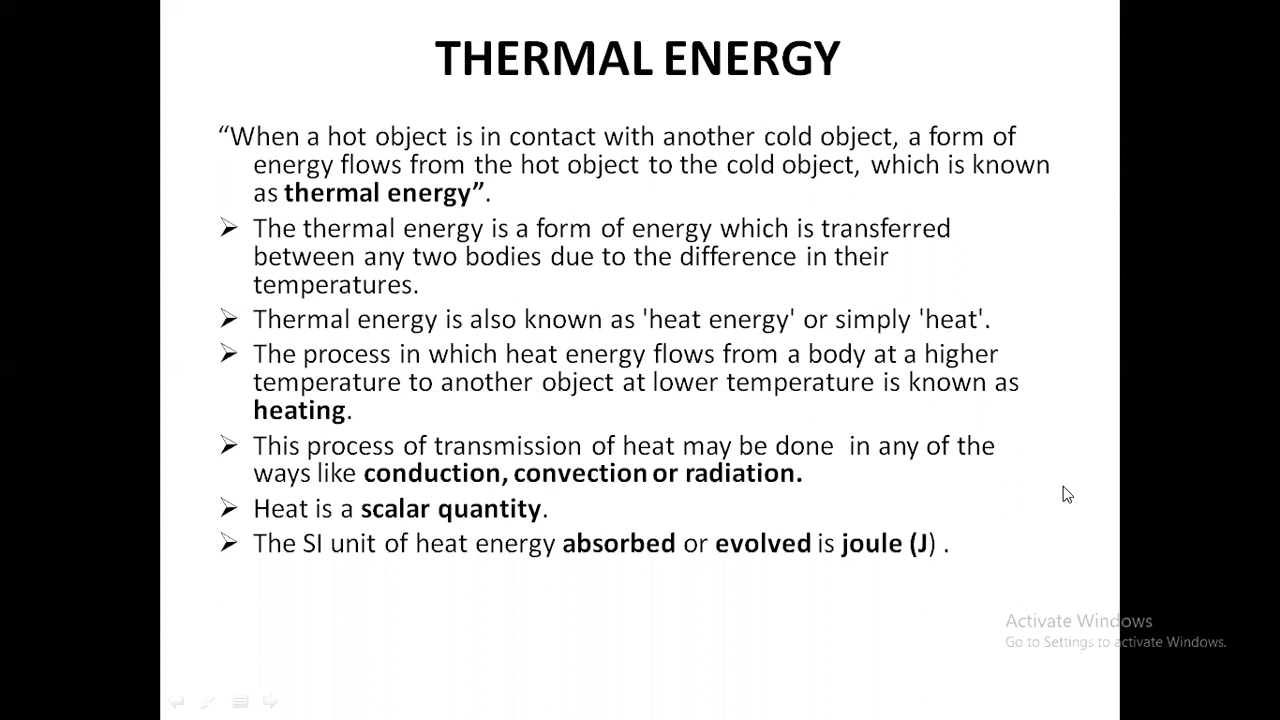 THERMAL ENERGY
“When a hot object is in contact with another cold object, a form of
energy flows from the hot object to the cold object, which is known
as thermal energy”.
➢ The thermal energy is a form of energy which is transferred
between any two bodies due to the difference in their
temperatures.
➢ Thermal energy is also known as 'heat energy' or simply 'heat'.
➢ The process in which heat energy flows from a body at a higher
temperature to another object at lower temperature is known as
heating.
➢ This process of transmission of heat may be done  in any of the
ways like conduction, convection or radiation.
➢ Heat is a scalar quantity.
➢ The SI unit of heat energy absorbed or evolved is joule (J) .
Activate Windows
Go to Settings to activate Windows.